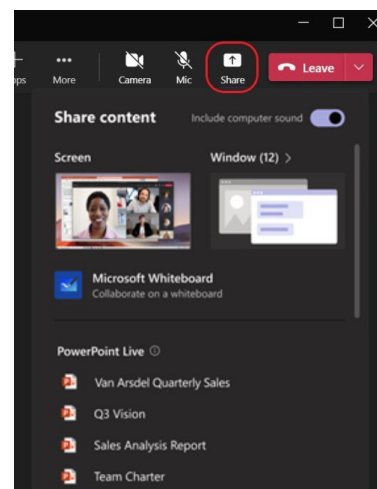 ops More Camera Mic Share Leave
Share content Include computer sound
Screen Window (12) >
Microsoft Whiteboard
Collaborate on a whiteboard
PowerPoint Live
Van Arsdel Quarterly Sales
Q3 Vision
Sales Analysis Report
Team Charter